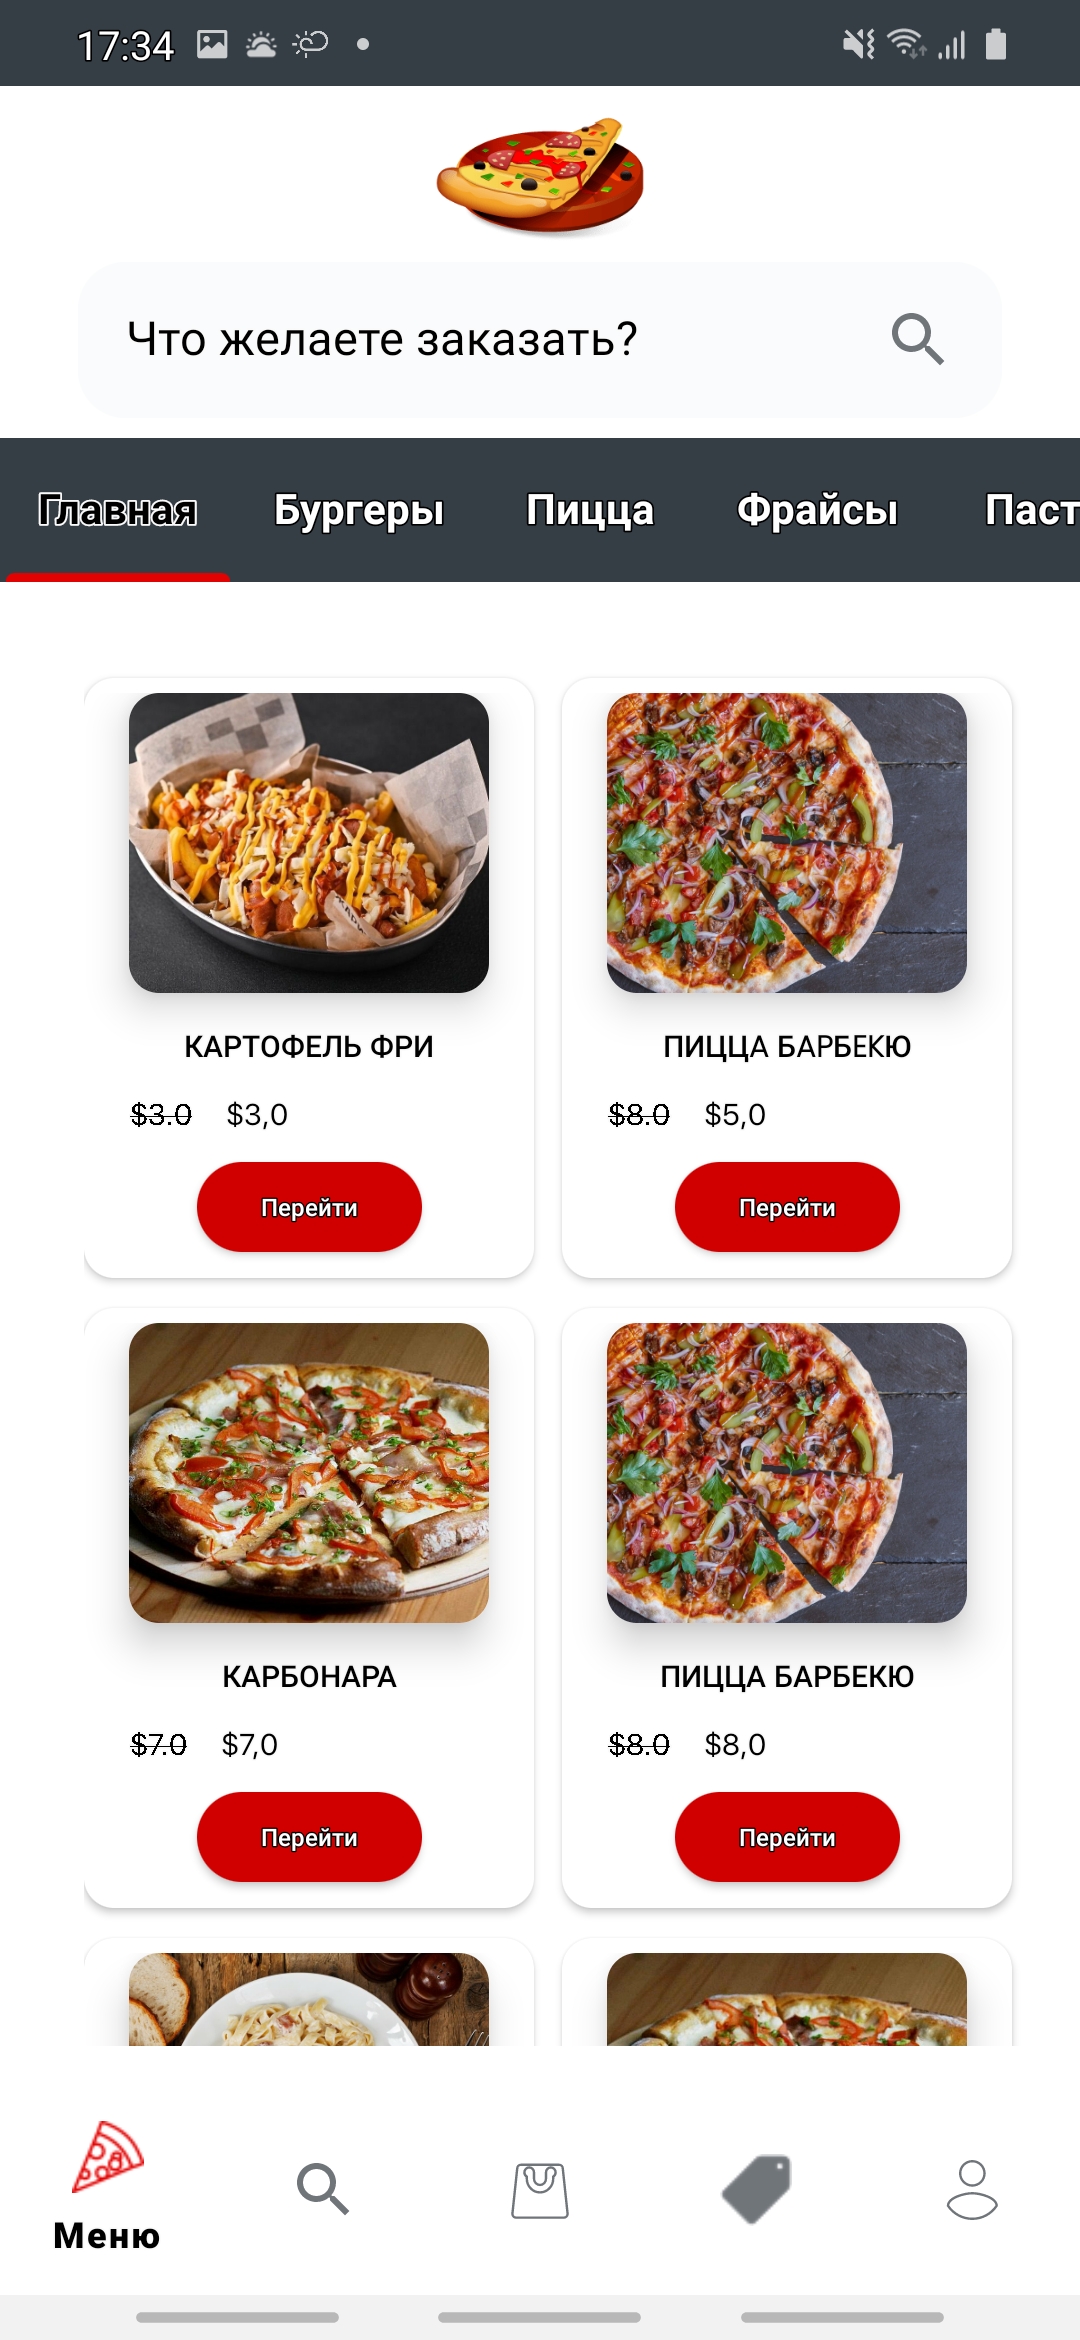 17:34
Что желаете заказать?
Главная Бургеры Пицца Фрайсы Паст
КАРТОФЕЛЬ ФРИ ПИЦЦА БАРБЕКЮ
$3.0 $3,0 $8.0 $5,0
Перейти Перейти
КАРБОНАРА ПИЦЦА БАРБЕКЮ
$7.0 $7,0 $8.0 $8,0
Перейти Перейти
Меню